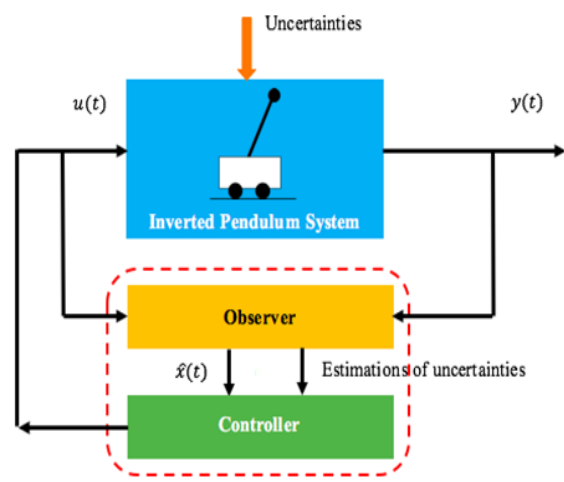 Uncertainties
u(t)
y(t)
Inverted Pendulum System
Observer
x̂(t)
Estimations of uncertainties
Controller